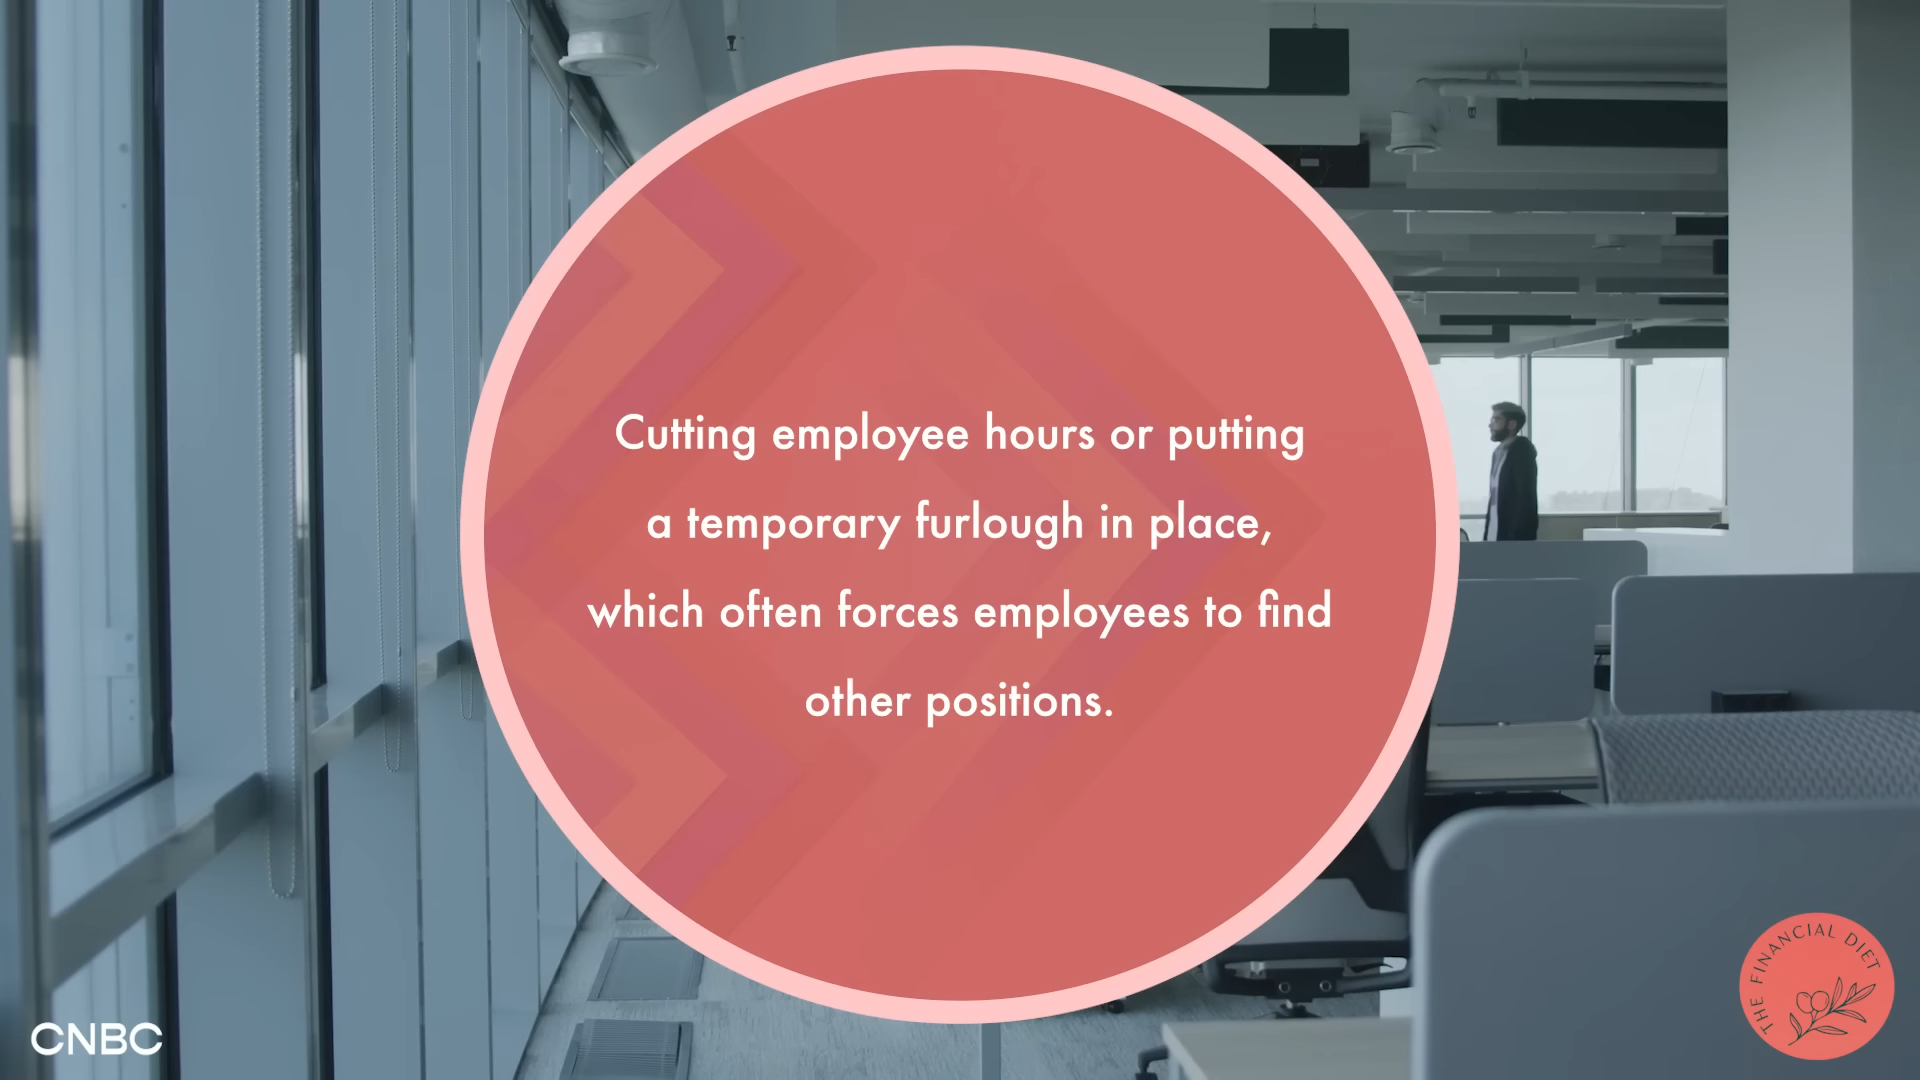 Cutting employee hours or putting
a temporary furlough in place,
which often forces employees to find
other positions.
CNBC
THE FINANCIAL DIET